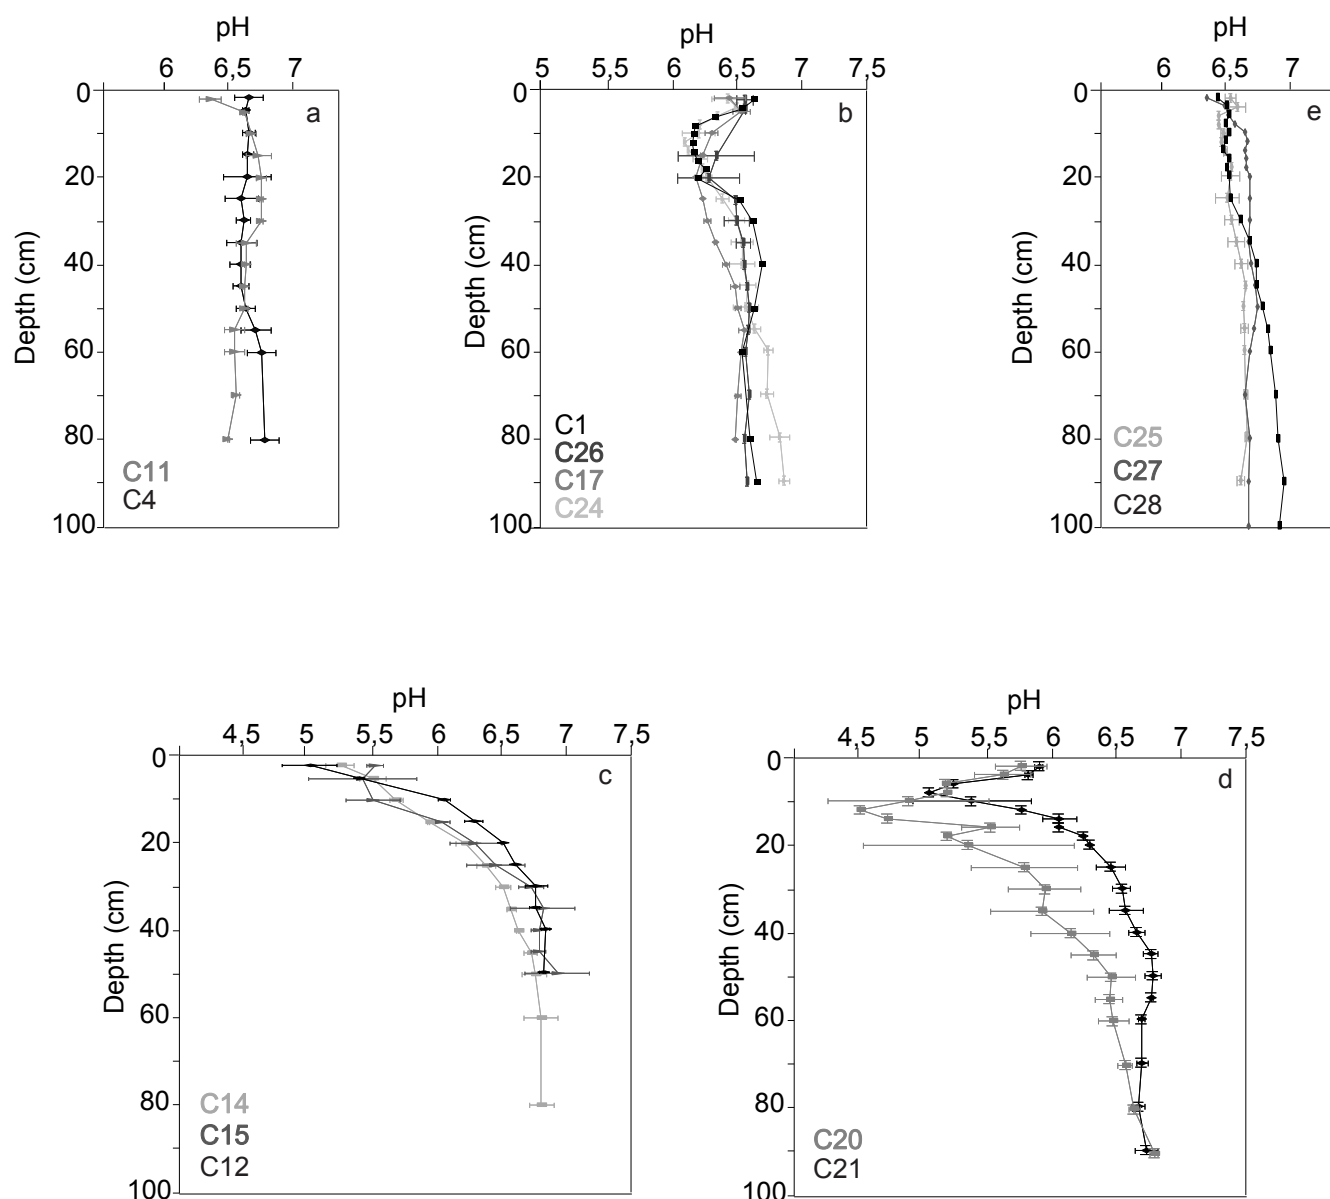 pH
6 6,5 7
0
20
40
60
80
100
Depth (cm)
a
C11
C4
pH
5 5,5 6 6,5 7 7,5
0
20
40
60
80
100
Depth (cm)
b
C1
C26
C17
C24
pH
6 6,5 7
0
20
40
60
80
100
Depth (cm)
e
C25
C27
C28
pH
4,5 5 5,5 6 6,5 7 7,5
0
20
40
60
80
100
Depth (cm)
c
C14
C15
C12
pH
4,5 5 5,5 6 6,5 7 7,5
0
20
40
60
80
100
Depth (cm)
d
C20
C21